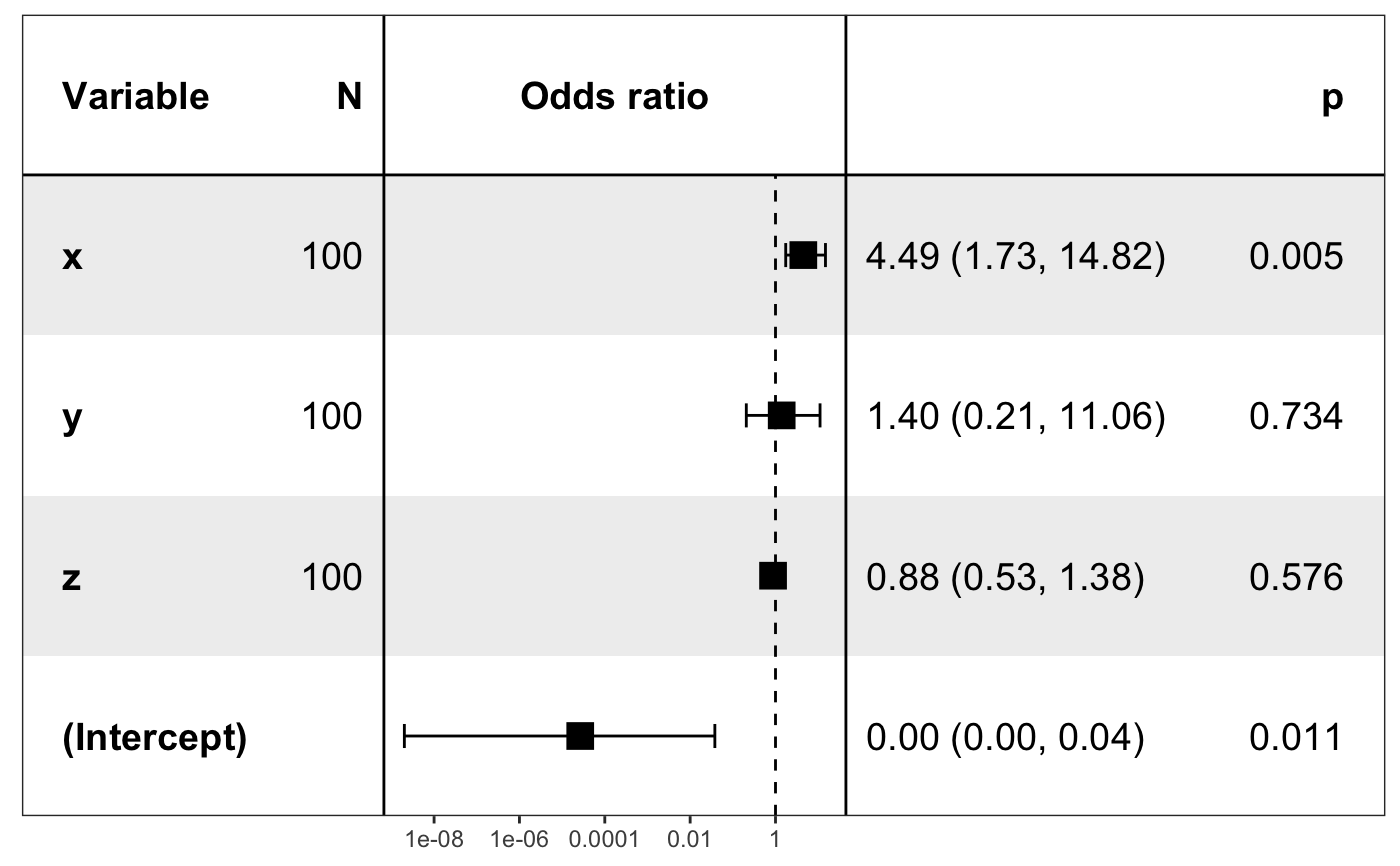 Variable N Odds ratio p
x 100 4.49 (1.73, 14.82) 0.005
y 100 1.40 (0.21, 11.06) 0.734
z 100 0.88 (0.53, 1.38) 0.576
(Intercept) 0.00 (0.00, 0.04) 0.011
1e-08 1e-06 0.0001 0.01 1